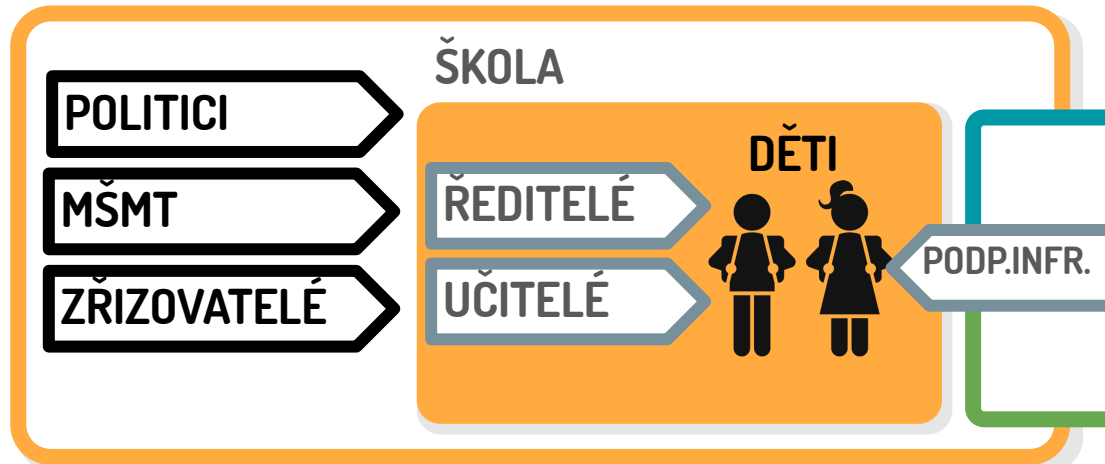 ŠKOLA
POLITICI
MŠMT
ZŘIZOVATELÉ
ŘEDITELÉ
UČITELÉ
DĚTI
PODP.INFR.